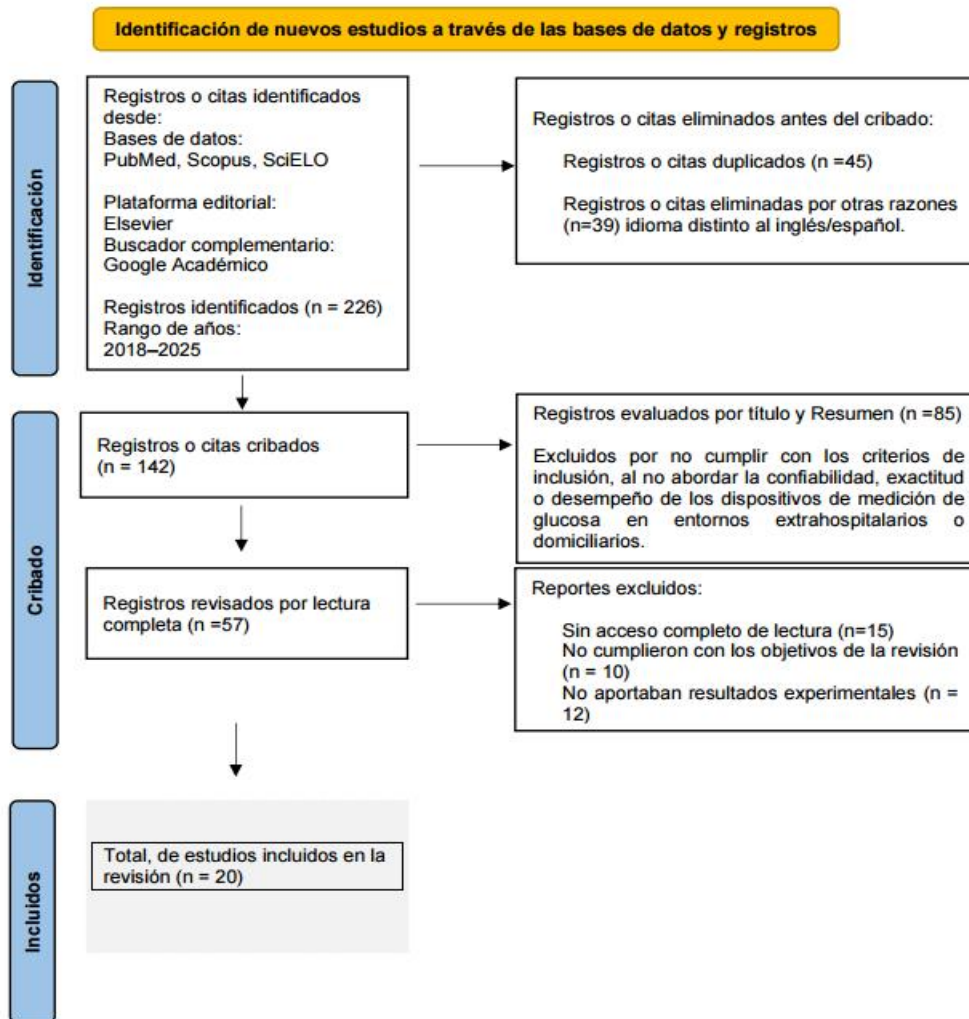 Identificación de nuevos estudios a través de las bases de datos y registros
Identificación
Registros o citas identificados
desde:
Bases de datos:
PubMed, Scopus, SciELO
Plataforma editorial:
Elsevier
Buscador complementario:
Google Académico
Registros identificados (n = 226)
Rango de años:
2018–2025
Registros o citas eliminados antes del cribado:
Registros o citas duplicados (n =45)
Registros o citas eliminadas por otras razones
(n=39) idioma distinto al inglés/español.
Cribado
Registros o citas cribados
(n = 142)
Registros evaluados por título y Resumen (n =85)
Excluidos por no cumplir con los criterios de
inclusión, al no abordar la confiabilidad, exactitud
o desempeño de los dispositivos de medición de
glucosa en entornos extrahospitalarios o
domiciliarios.
Registros revisados por lectura
completa (n =57)
Reportes excluidos:
Sin acceso completo de lectura (n=15)
No cumplieron con los objetivos de la revisión
(n = 10)
No aportaban resultados experimentales (n =
12)
Incluidos
Total, de estudios incluidos en la
revisión (n = 20)